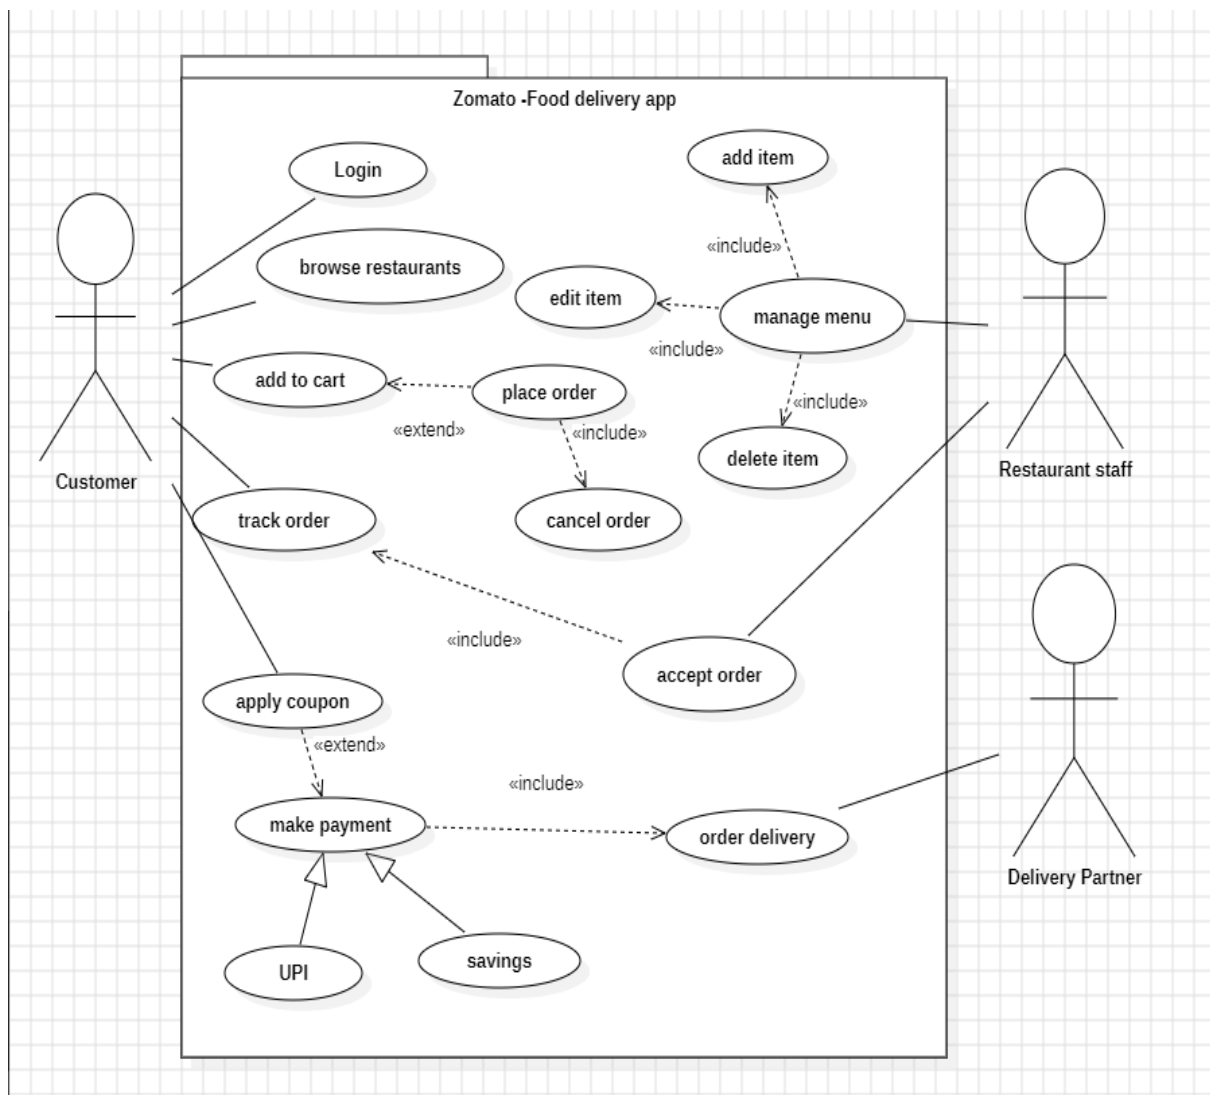 Zomato -Food delivery app
Login
add item
browse restaurants
«include»
edit item
manage menu
«include»
add to cart
place order
«include»
«extend»
«include»
delete item
Customer
Restaurant staff
track order
cancel order
«include»
accept order
apply coupon
«extend»
«include»
make payment
order delivery
Delivery Partner
UPI
savings